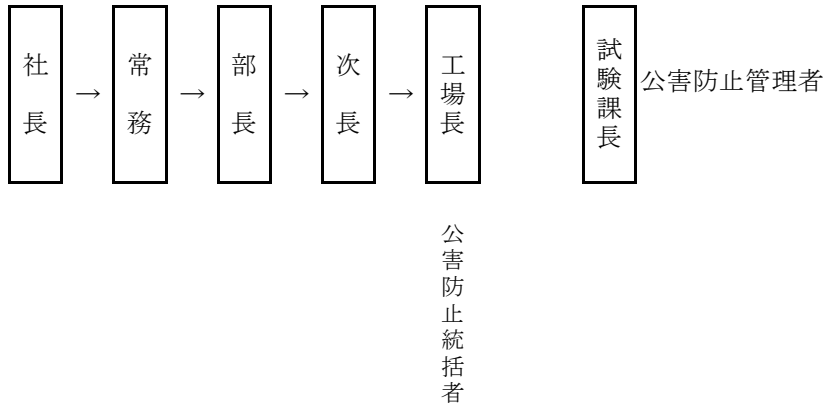 社長
→
常務
→
部長
→
次長
→
工場長
試験課長
公害防止管理者
公害防止統括者